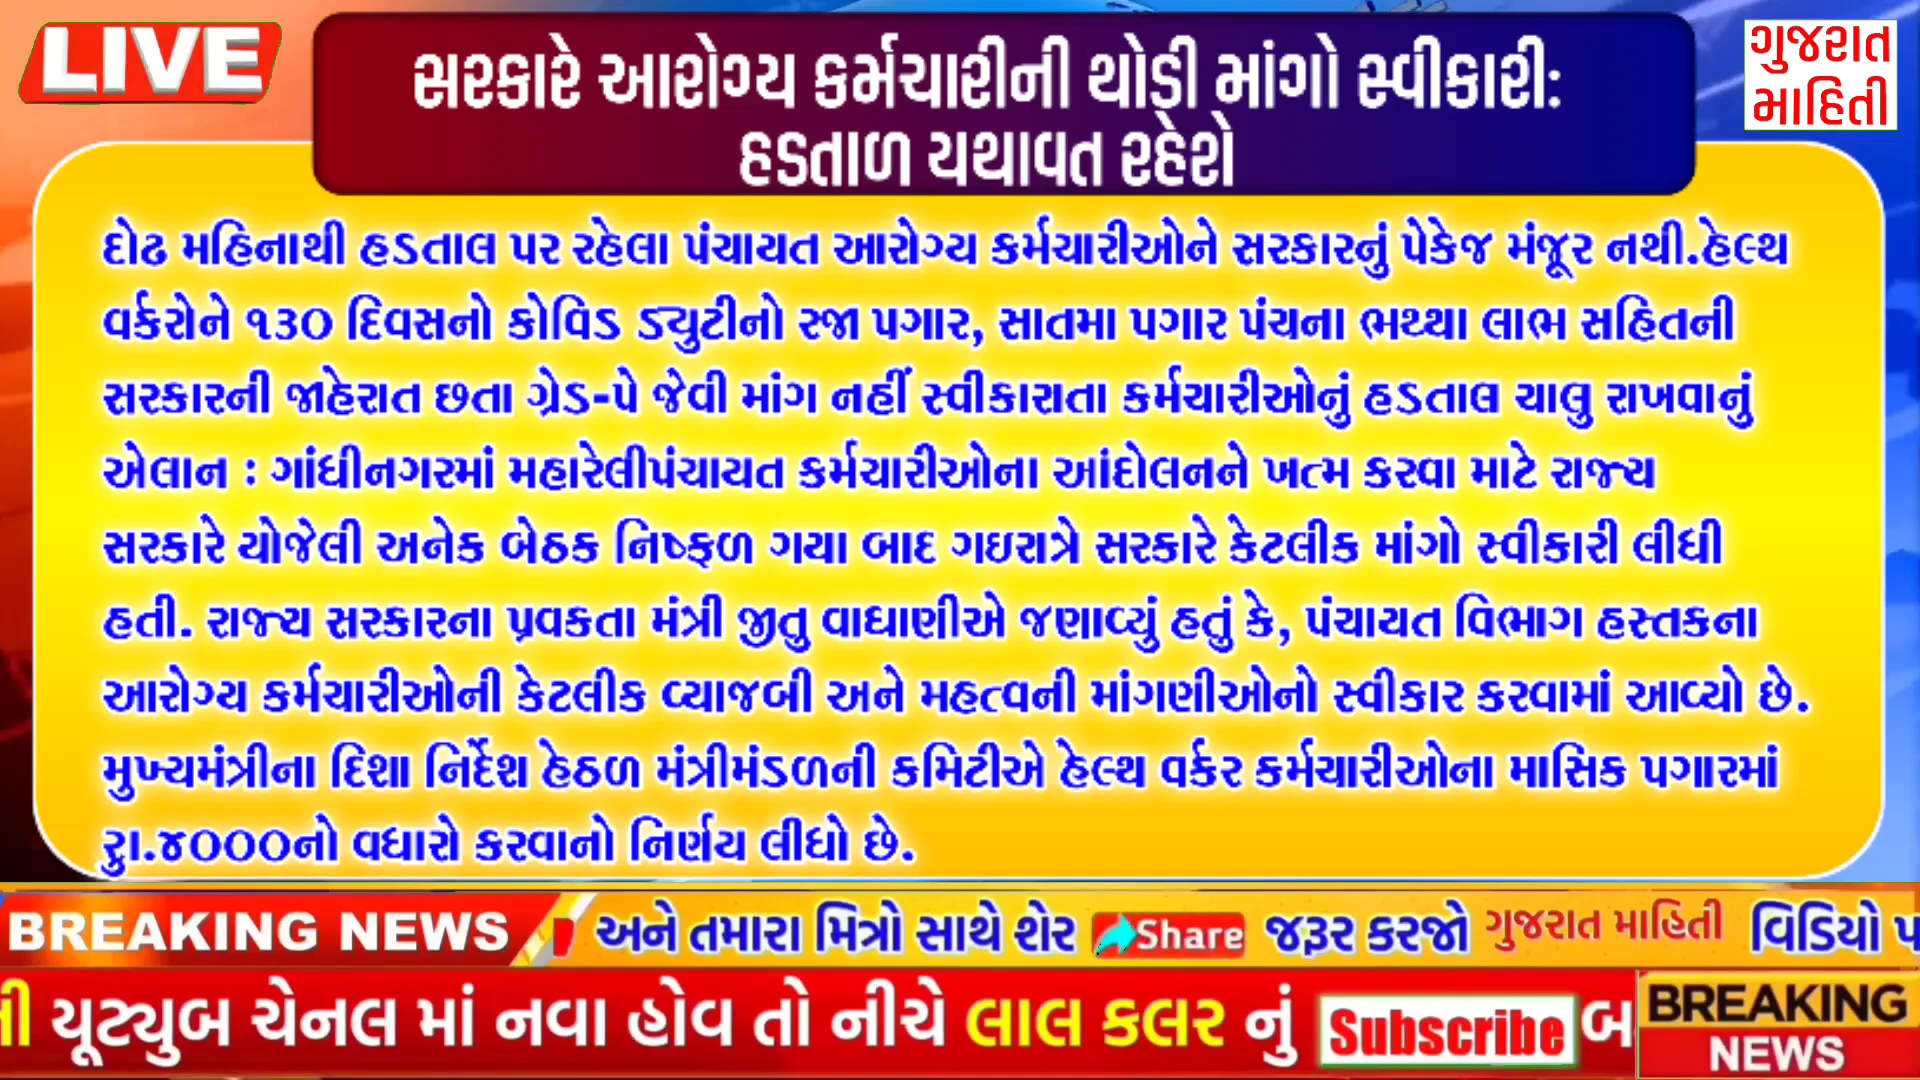 LIVE
સરકારે આરોગ્ય કર્મચારીની થોડી માંગો સ્વીકારી:
હડતાળ યથાવત રહેશે
ગુજરાત
માહિતી
દોઢ મહિનાથી હડતાલ પર રહેલા પંચાયત આરોગ્ય કર્મચારીઓને સરકારનું પેકેજ મંજૂર નથી.હેલ્થ
વર્કરોને ૧૩૦ દિવસનો કોવિડ ડ્યુટીનો રજા પગાર, સાતમા પગાર પંચના ભથ્થા લાભ સહિતની
સરકારની જાહેરાત છતા ગ્રેડ-પે જેવી માંગ નહીં સ્વીકારાતા કર્મચારીઓનું હડતાલ ચાલુ રાખવાનું
એલાન : ગાંધીનગરમાં મહારેલીપંચાયત કર્મચારીઓના આંદોલનને ખત્મ કરવા માટે રાજ્ય
સરકારે યોજેલી અનેક બેઠક નિષ્ફળ ગયા બાદ ગઇરાત્રે સરકારે કેટલીક માંગો સ્વીકારી લીધી
હતી. રાજ્ય સરકારના પ્રવકતા મંત્રી જીતુ વાઘાણીએ જણાવ્યું હતું કે, પંચાયત વિભાગ હસ્તકના
આરોગ્ય કર્મચારીઓની કેટલીક વ્યાજબી અને મહત્વની માંગણીઓનો સ્વીકાર કરવામાં આવ્યો છે.
મુખ્યમંત્રીના દિશા નિર્દેશ હેઠળ મંત્રીમંડળની કમિટીએ હેલ્થ વર્કર કર્મચારીઓના માસિક પગારમાં
રુા.૪૦૦૦નો વધારો કરવાનો નિર્ણય લીધો છે.
BREAKING NEWS અને તમારા મિત્રો સાથે શેર Share જરૂર કરજો ગુજરાત માહિતી વિડિયો
યૂટ્યુબ ચેનલ માં નવા હોવ તો નીચે લાલ કલર નું Subscribe
BREAKING
NEWS